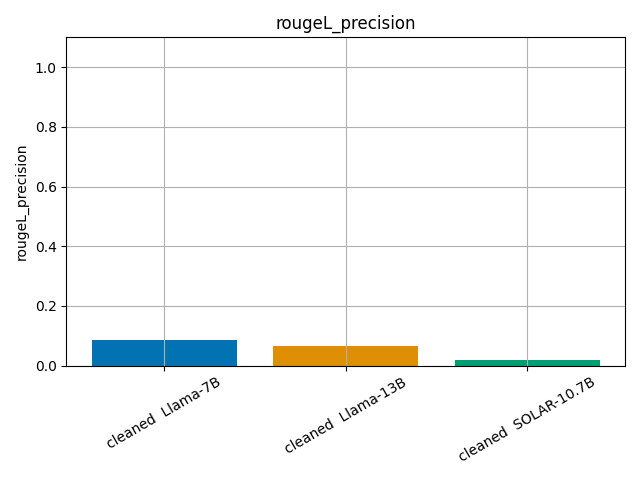 rougeL_precision
rougeL_precision
1.0
0.8
0.6
0.4
0.2
0.0
cleaned  Llama-7B
cleaned  Llama-13B
cleaned  SOLAR-10.7B